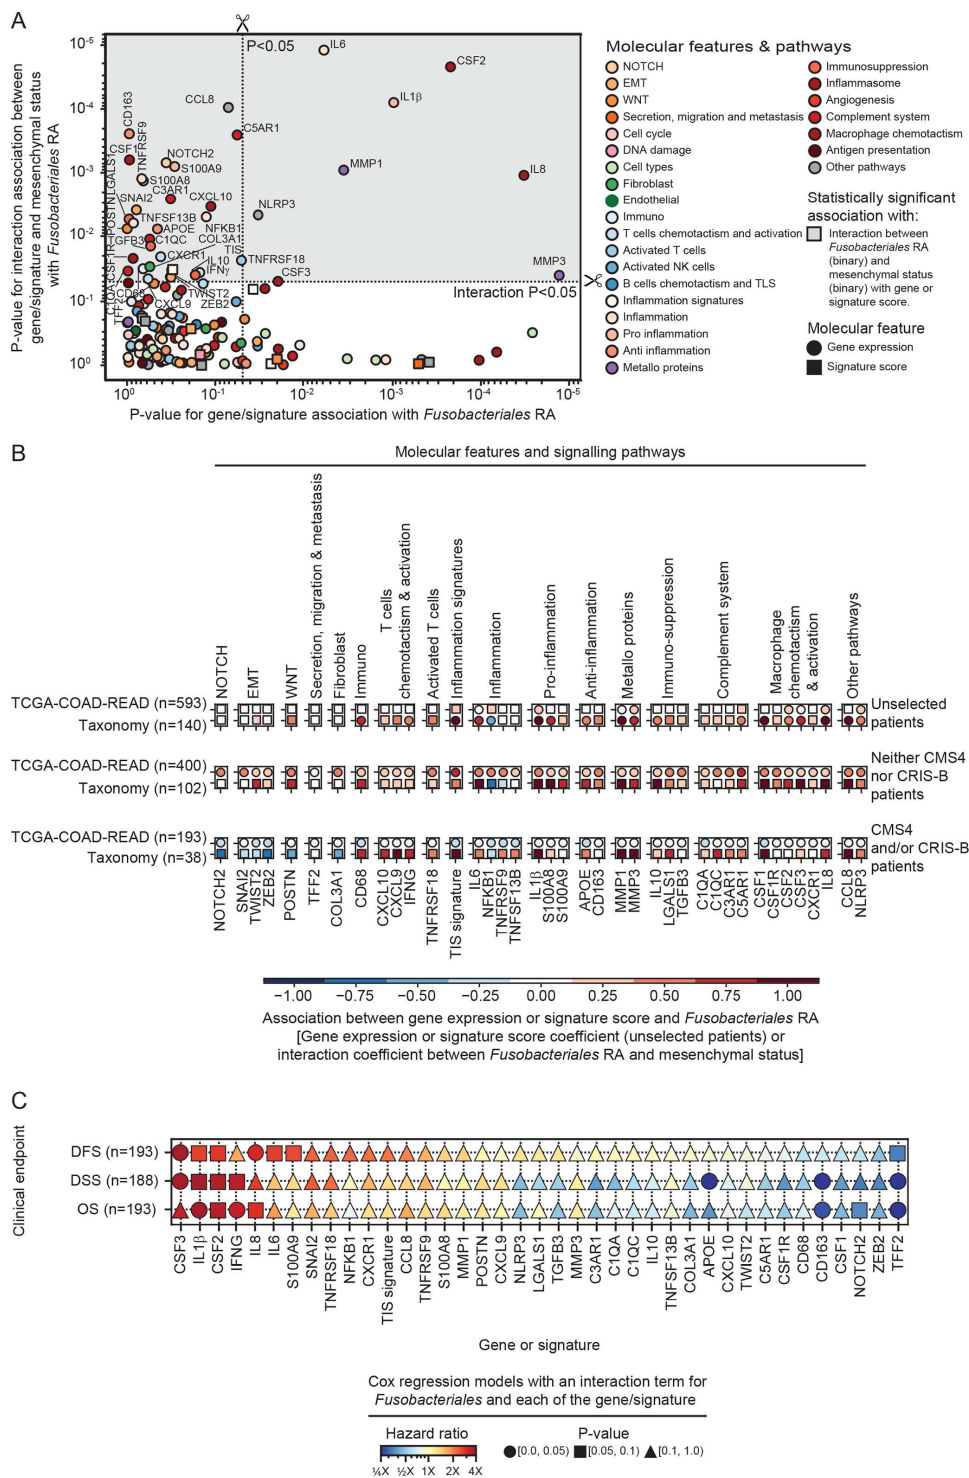 A
P<0.05
P-value for interaction association between
gene/signature and mesenchymal status
with Fusobacteriales RA
10⁻⁵
10⁻⁴
10⁻³
10⁻²
10⁻¹
10⁰
IL6
CSF2
CCL8
IL1β
CD163
TNFRSF9
C5AR1
CSF1
NOTCH2
S100A9
MMP1
IL8
LGALS1
S100A8
C3AR1
CXCL10
SNAI2
NLRP3
POSTN
TNFSF13B
NFKB1
APOE
COL3A1
TGFB3
C1QC
TIS
CXCR1
TNFRSF18
IL10
IFNγ
MMP3
CSF1R
CSF3
C1QA
CD68
TWIST2
Interaction P<0.05
TFF2
CXCL9
ZEB2
10⁰
10⁻¹
10⁻²
10⁻³
10⁻⁴
10⁻⁵
P-value for gene/signature association with Fusobacteriales RA
Molecular features & pathways
NOTCH
EMT
WNT
Secretion, migration and metastasis
Cell cycle
DNA damage
Cell types
Fibroblast
Endothelial
Immuno
T cells chemotaxis and activation
Activated T cells
Activated NK cells
B cells chemotaxis and TLS
Inflammation signatures
Inflammation
Pro inflammation
Anti inflammation
Metallo proteins
Immunosuppression
Inflammasome
Angiogenesis
Complement system
Macrophage chemotactism
Antigen presentation
Other pathways
Statistically significant
association with:
Interaction between
Fusobacteriales RA
(binary) and
mesenchymal status
(binary) with gene or
signature score.
Molecular feature
Gene expression
Signature score
B
Molecular features and signalling pathways
NOTCH
EMT
WNT
Secretion, migration & metastasis
Fibroblast
Immuno
T cells
chemotactism & activation
Activated T cells
Inflammation signatures
Inflammation
Pro-inflammation
Anti-inflammation
Metallo proteins
Immuno-suppression
Complement system
Macrophage
chemotactism
& activation
Other pathways
TCGA-COAD-READ (n=593)
Taxonomy (n=140)
Unselected
patients
TCGA-COAD-READ (n=400)
Taxonomy (n=102)
Neither CMS4
nor CRIS-B
patients
TCGA-COAD-READ (n=193)
Taxonomy (n=38)
CMS4
and/or CRIS-B
patients
NOTCH2
SNAI2
TWIST2
ZEB2
POSTN
TFF2
COL3A1
CD68
CXCL10
CXCL9
IFNG
TNFRSF18
TIS signature
IL6
NFKB1
TNFRSF9
TNFSF13B
IL1β
S100A8
S100A9
APOE
CD163
MMP1
MMP3
IL10
LGALS1
TGFB3
C1QA
C1QC
C3AR1
C5AR1
CSF1
CSF1R
CSF2
CSF3
CXCR1
IL8
CCL8
NLRP3
−1.00 −0.75 −0.50 −0.25 0.00 0.25 0.50 0.75 1.00
Association between gene expression or signature score and Fusobacteriales RA
[Gene expression or signature score coefficient (unselected patients) or
interaction coefficient between Fusobacteriales RA and mesenchymal status]
C
Clinical endpoint
DFS (n=193)
DSS (n=188)
OS (n=193)
CSF3
IL1β
CSF2
IFNG
IL8
IL6
S100A9
SNAI2
TNFRSF18
NFKB1
CXCR1
TIS signature
CCL8
TNFRSF9
S100A8
MMP1
POSTN
CXCL9
NLRP3
LGALS1
TGFB3
MMP3
C3AR1
C1QA
C1QC
IL10
TNFSF13B
COL3A1
APOE
CXCL10
TWIST2
C5AR1
CSF1R
CD68
CD163
CSF1
NOTCH2
ZEB2
TFF2
Gene or signature
Cox regression models with an interaction term for
Fusobacteriales and each of the gene/signature
Hazard ratio
¼X ½X 1X 2X 4X
P-value
[0.0, 0.05) [0.05, 0.1) [0.1, 1.0)